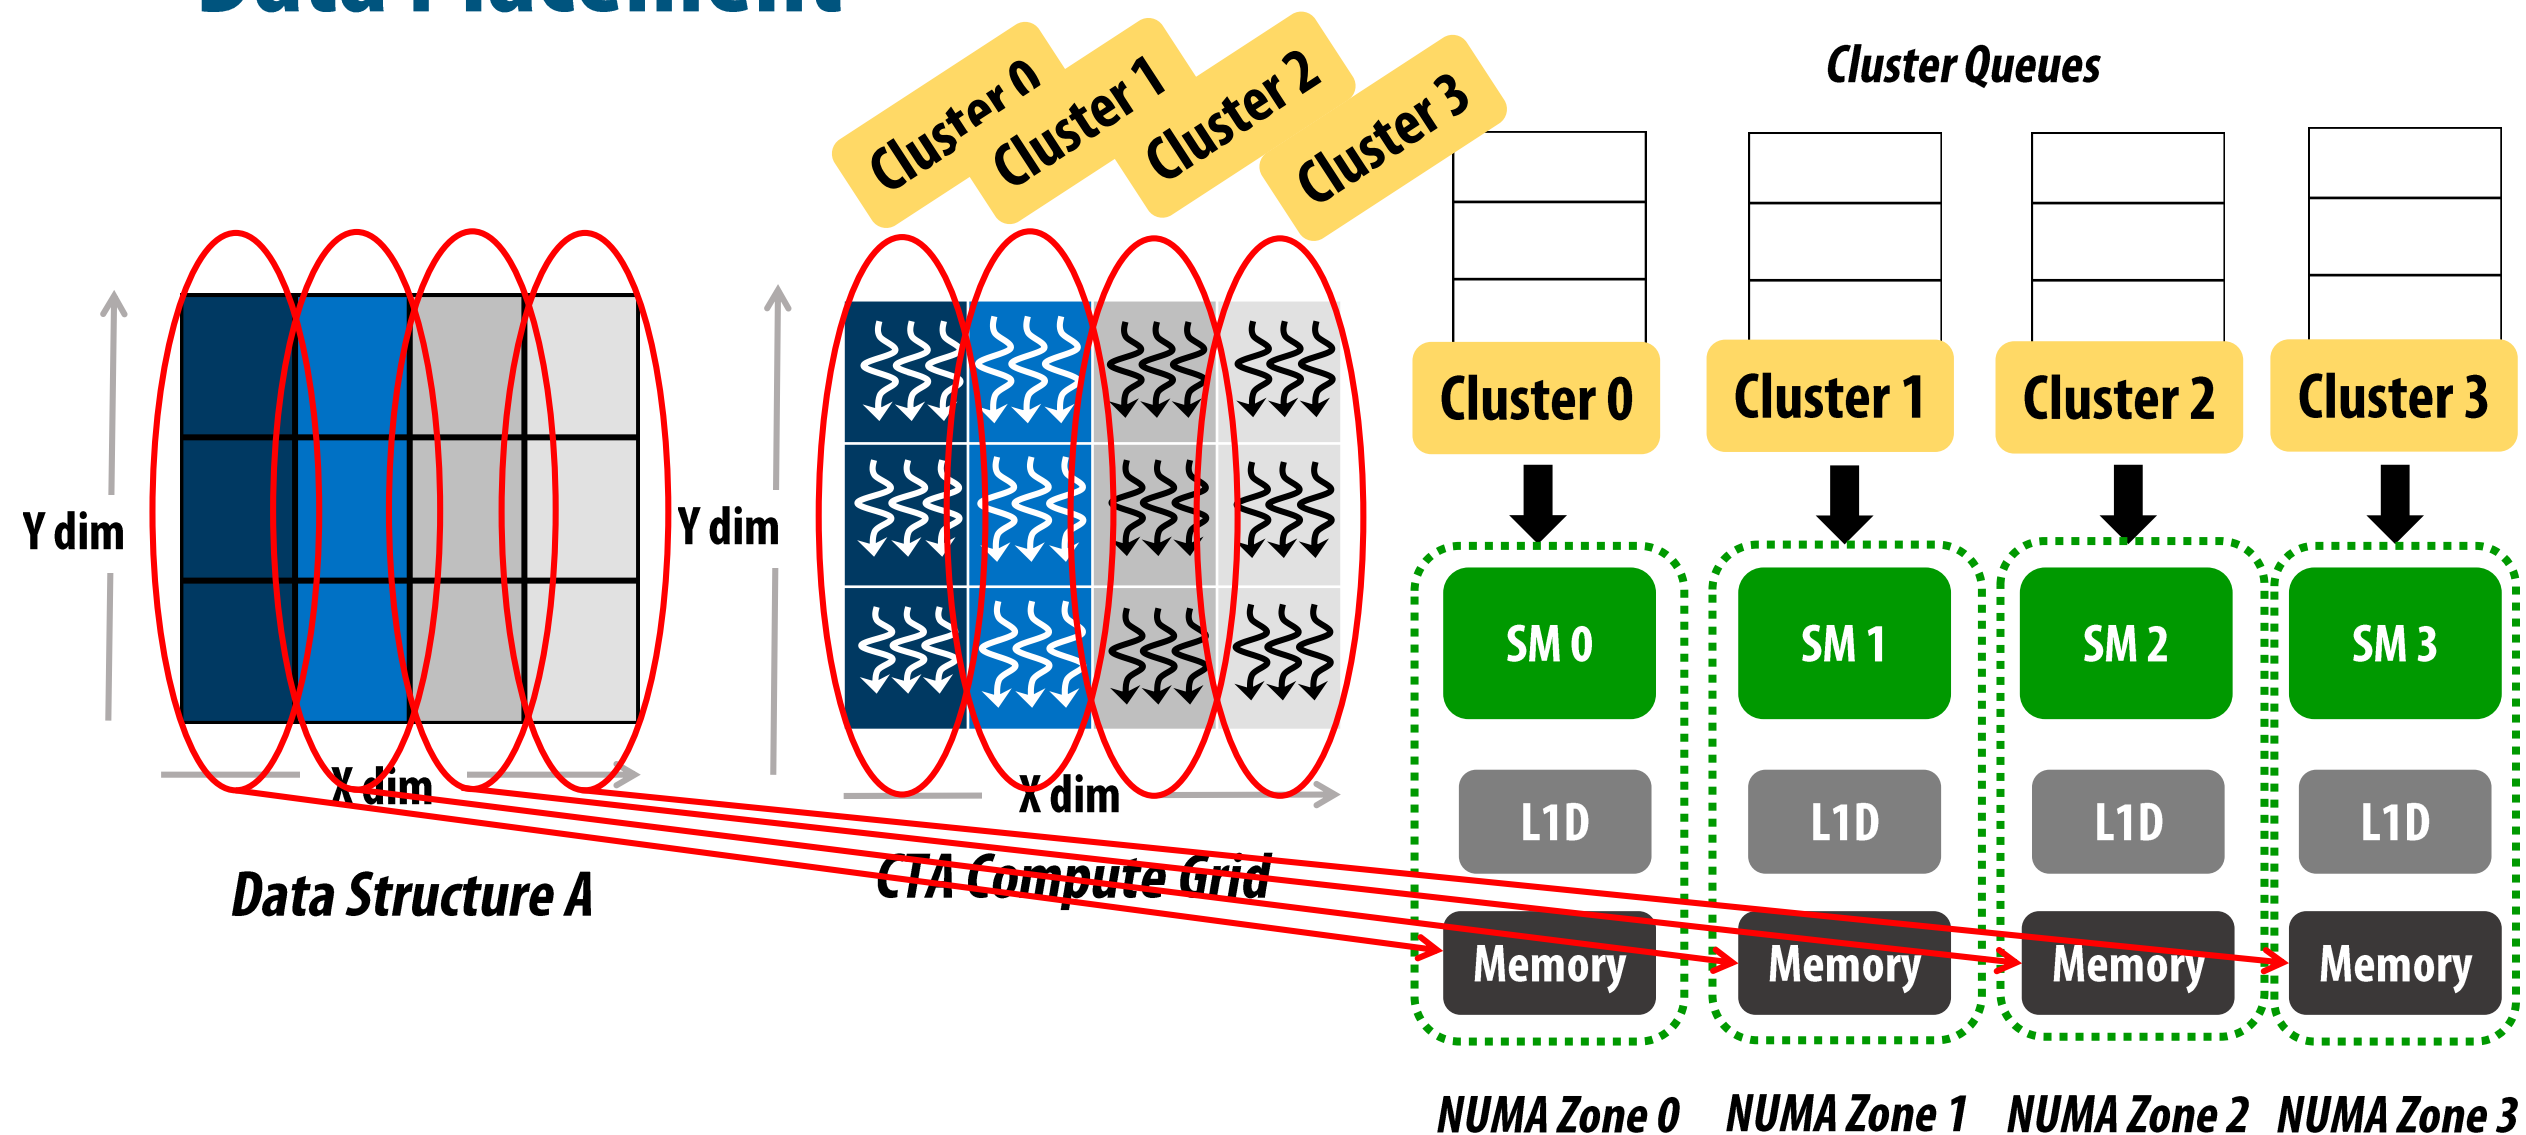 Data Placement
Cluster 0
Cluster 1
Cluster 2
Cluster 3
Cluster Queues
Y dim
X dim
Data Structure A
Y dim
X dim
CTA Compute Grid
Cluster 0
Cluster 1
Cluster 2
Cluster 3
SM 0
SM 1
SM 2
SM 3
L1D
L1D
L1D
L1D
Memory
Memory
Memory
Memory
NUMA Zone 0
NUMA Zone 1
NUMA Zone 2
NUMA Zone 3